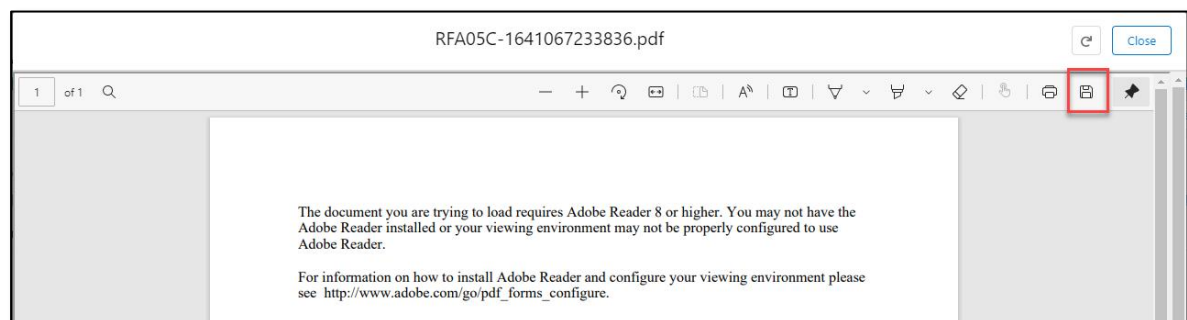 RFA05C-1641067233836.pdf
Close
1 of 1
The document you are trying to load requires Adobe Reader 8 or higher. You may not have the
Adobe Reader installed or your viewing environment may not be properly configured to use
Adobe Reader.
For information on how to install Adobe Reader and configure your viewing environment please
see http://www.adobe.com/go/pdf_forms_configure.